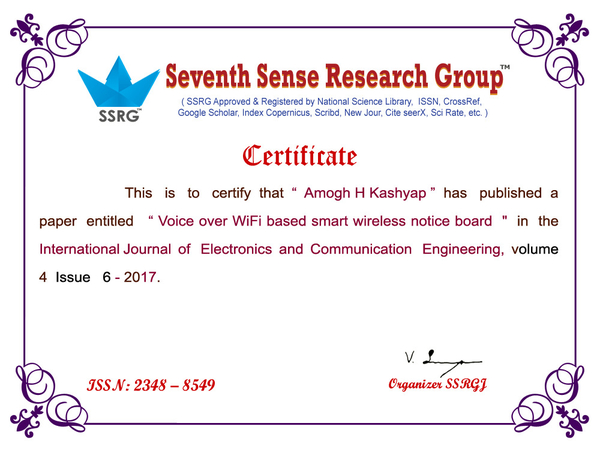 Seventh Sense Research Group™
SSRG™
( SSRG Approved & Registered by National Science Library, ISSN, CrossRef,
Google Scholar, Index Copernicus, Scribd, New Jour, Cite seerX, Sci Rate, etc. )
Certificate
This is to certify that “ Amogh H Kashyap ” has published a
paper entitled “ Voice over WiFi based smart wireless notice board " in the
International Journal of Electronics and Communication Engineering, volume
4 Issue 6 - 2017.
ISSN: 2348 – 8549
Organizer SSRGJ